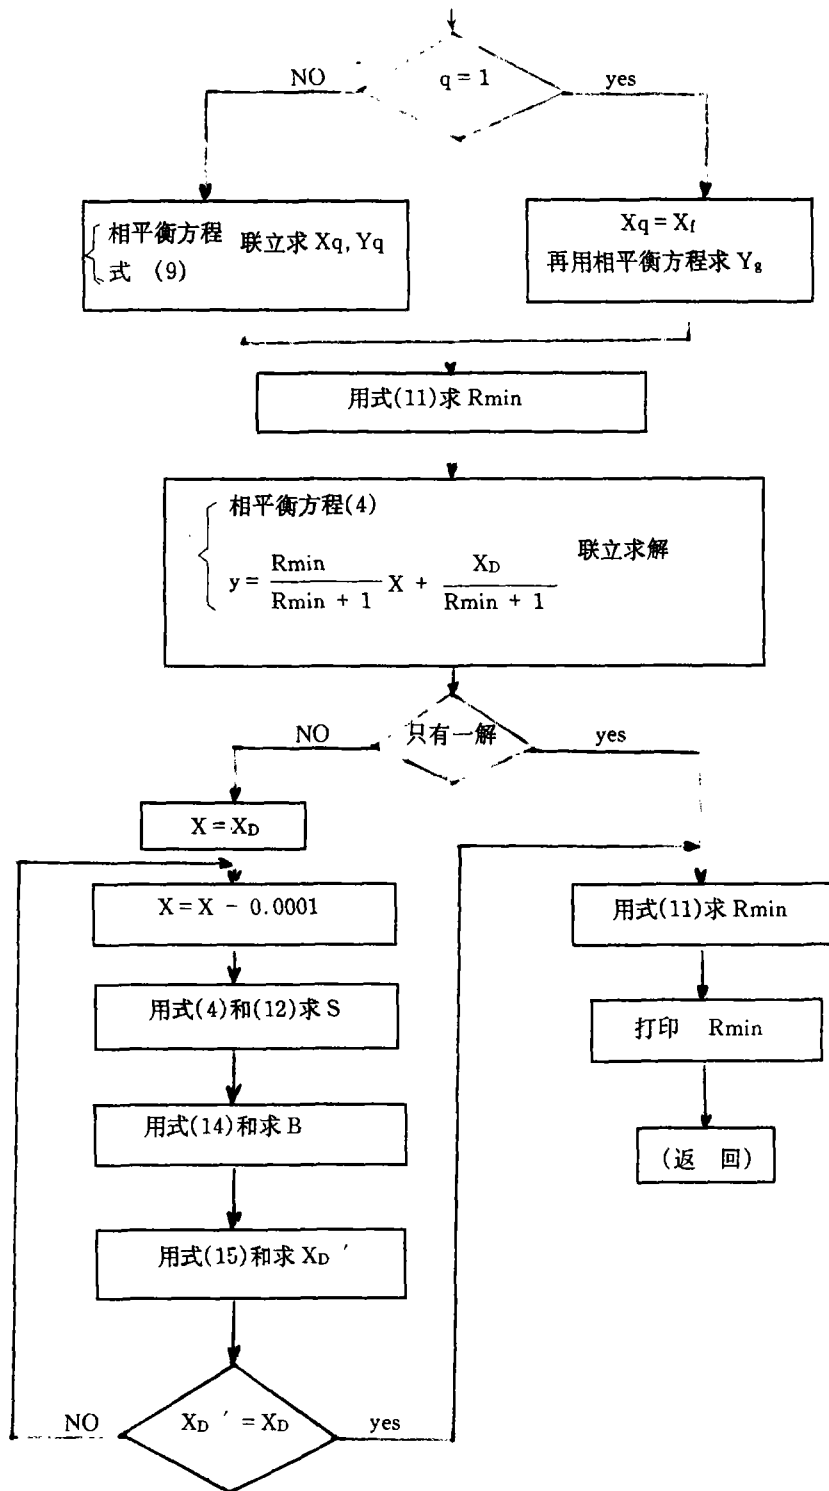 q = 1
NO
yes
相平衡方程
式 (9)
联立求 Xq, Yq
Xq = Xf
再用相平衡方程求 Yg
用式(11)求 Rmin
相平衡方程(4)
y = Rmin / Rmin + 1 X + XD / Rmin + 1
联立求解
只有一解
NO
yes
X = XD
X = X - 0.0001
用式(4)和(12)求 S
用式(14)和求 B
用式(15)和求 XD ′
XD ′ = XD
NO
yes
用式(11)求 Rmin
打印 Rmin
(返 回)